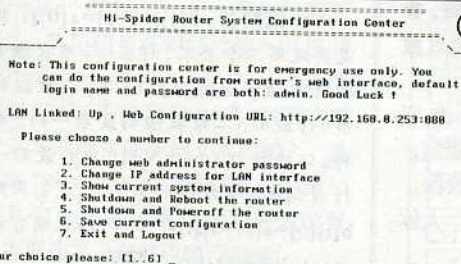 Hi-Spider Router System Configuration Center
Note: This configuration center is for emergency use only. You
can do the configuration from router's web interface, default
login name and password are both: admin. Good Luck !
LAN Linked: Up , Web Configuration URL: http://192.168.0.253:880
Please choose a number to continue:
1. Change web administrator password
2. Change IP address for LAN interface
3. Show current system information
4. Shutdown and Reboot the router
5. Shutdown and Poweroff the router
6. Save current configuration
7. Exit and Logout
ur choice please: [1..6] _